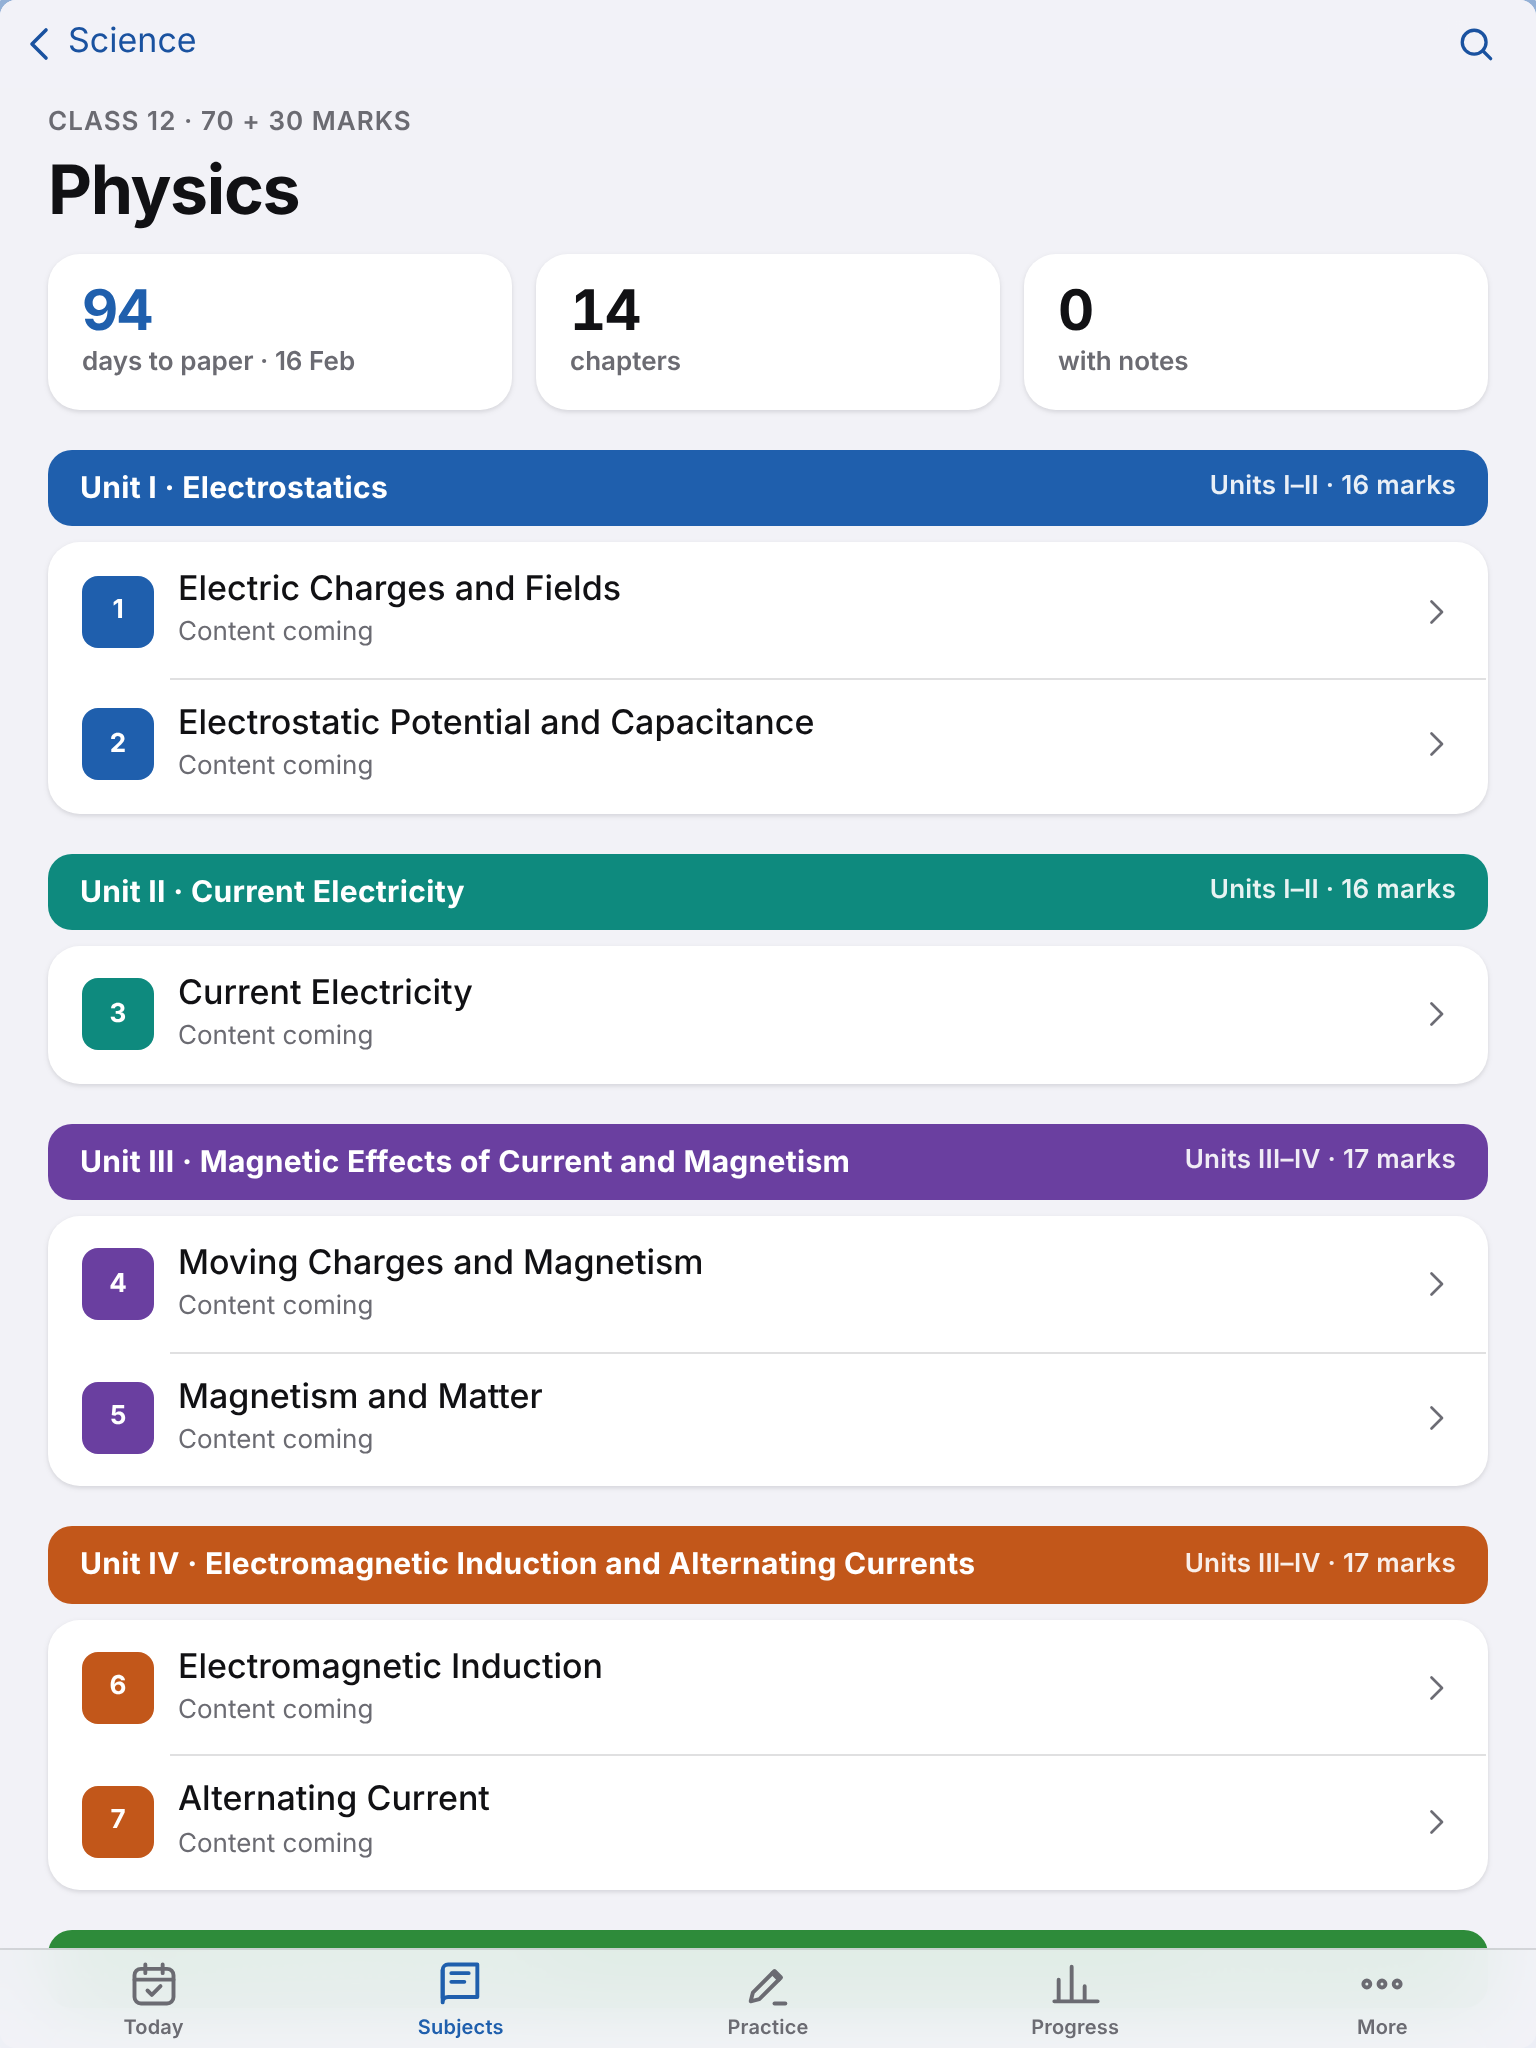 Science
CLASS 12 · 70 + 30 MARKS
Physics
94
days to paper · 16 Feb
14
chapters
0
with notes
Unit I · Electrostatics
Units I–II · 16 marks
1
Electric Charges and Fields
Content coming
2
Electrostatic Potential and Capacitance
Content coming
Unit II · Current Electricity
Units I–II · 16 marks
3
Current Electricity
Content coming
Unit III · Magnetic Effects of Current and Magnetism
Units III–IV · 17 marks
4
Moving Charges and Magnetism
Content coming
5
Magnetism and Matter
Content coming
Unit IV · Electromagnetic Induction and Alternating Currents
Units III–IV · 17 marks
6
Electromagnetic Induction
Content coming
7
Alternating Current
Content coming
Today
Subjects
Practice
Progress
More